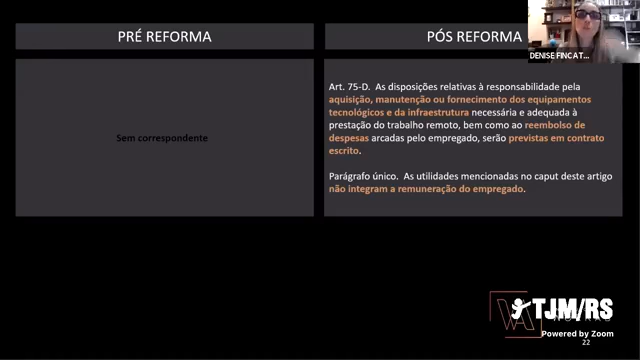 PRÉ REFORMA
PÓS REFORMA
DENISE FINCAT...
Sem correspondente
Art. 75-D. As disposições relativas à responsabilidade pela
aquisição, manutenção ou fornecimento dos equipamentos
tecnológicos e da infraestrutura necessária e adequada à
prestação do trabalho remoto, bem como ao reembolso de
despesas arcadas pelo empregado, serão previstas em contrato
escrito.
Parágrafo único. As utilidades mencionadas no caput deste artigo
não integram a remuneração do empregado.
TJM/RS
Powered by Zoom
22